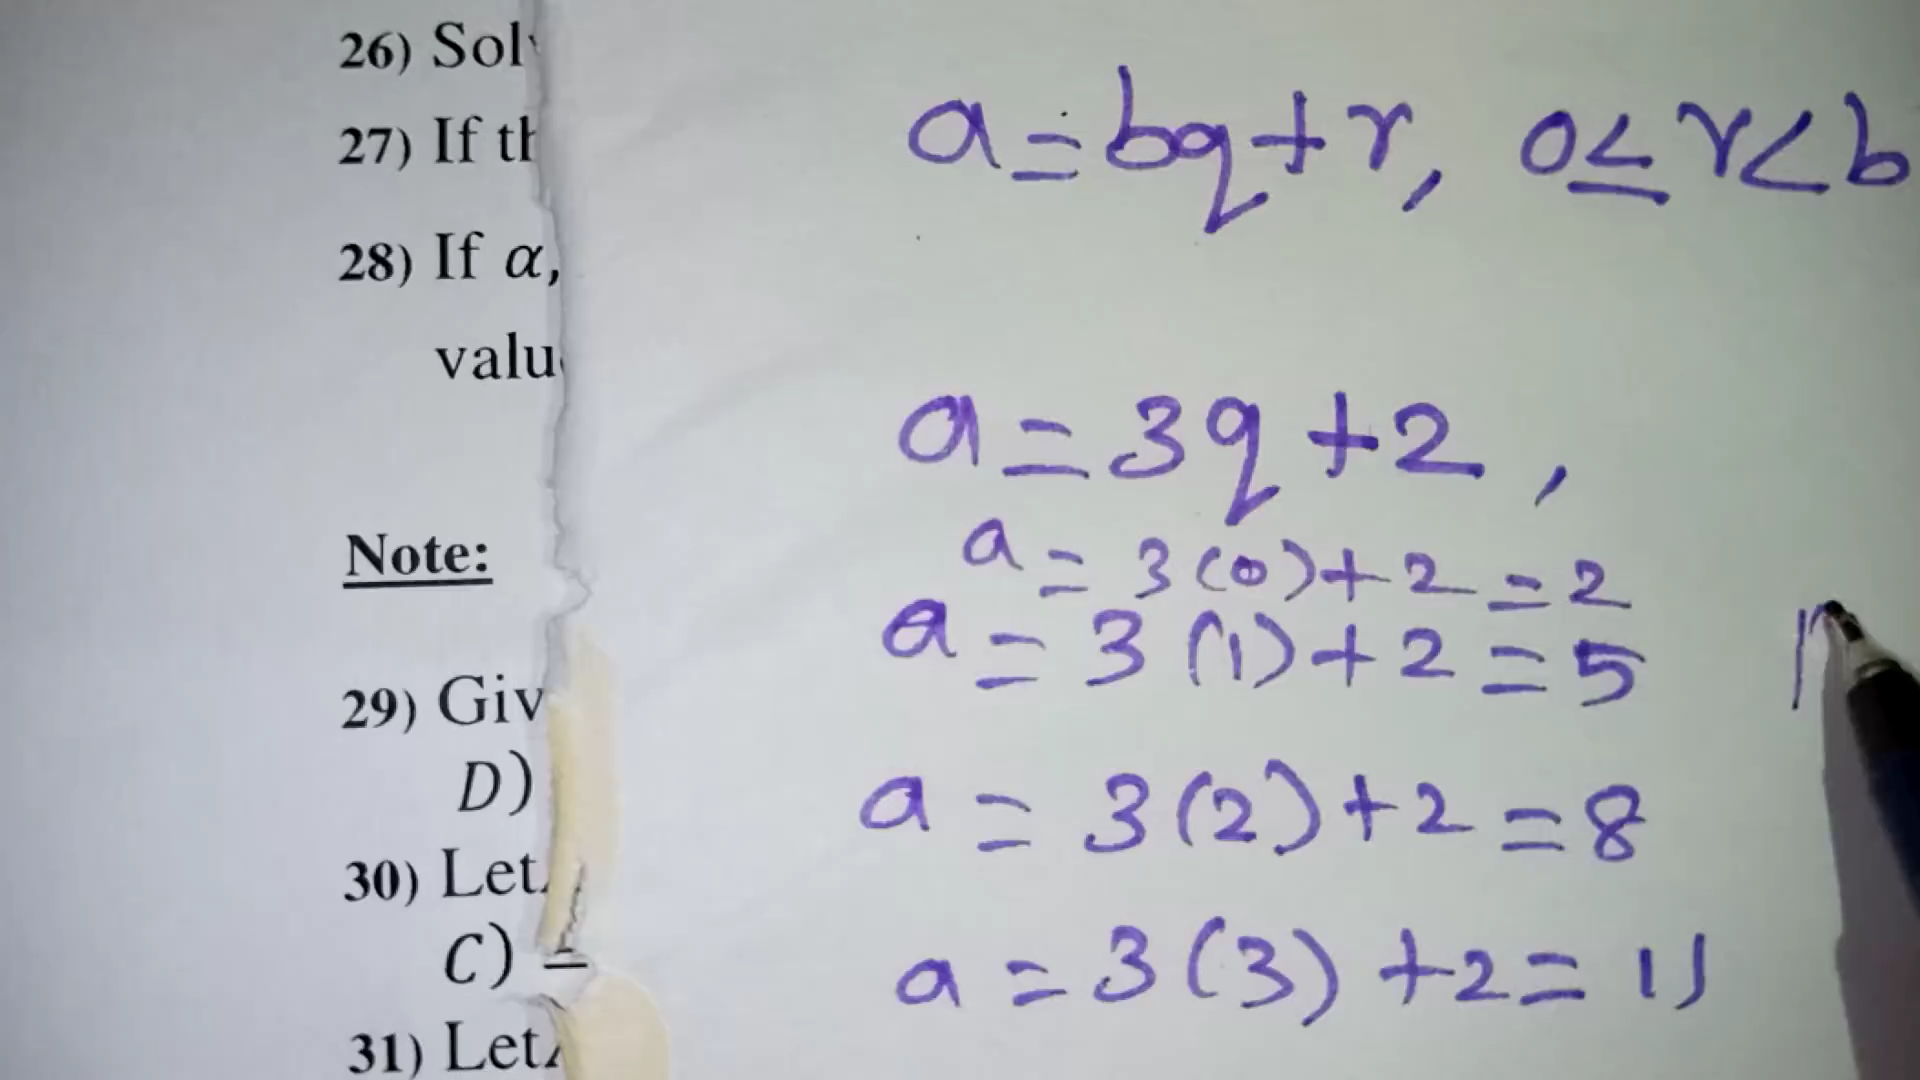 26) Sol
27) If th
28) If α,
valu
Note:
29) Giv
D)
30) Let
C)
31) Let
a = bq + r, 0 ≤ r < b
a = 3q + 2,
a = 3(0) + 2 = 2
a = 3(1) + 2 = 5
a = 3(2) + 2 = 8
a = 3(3) + 2 = 11